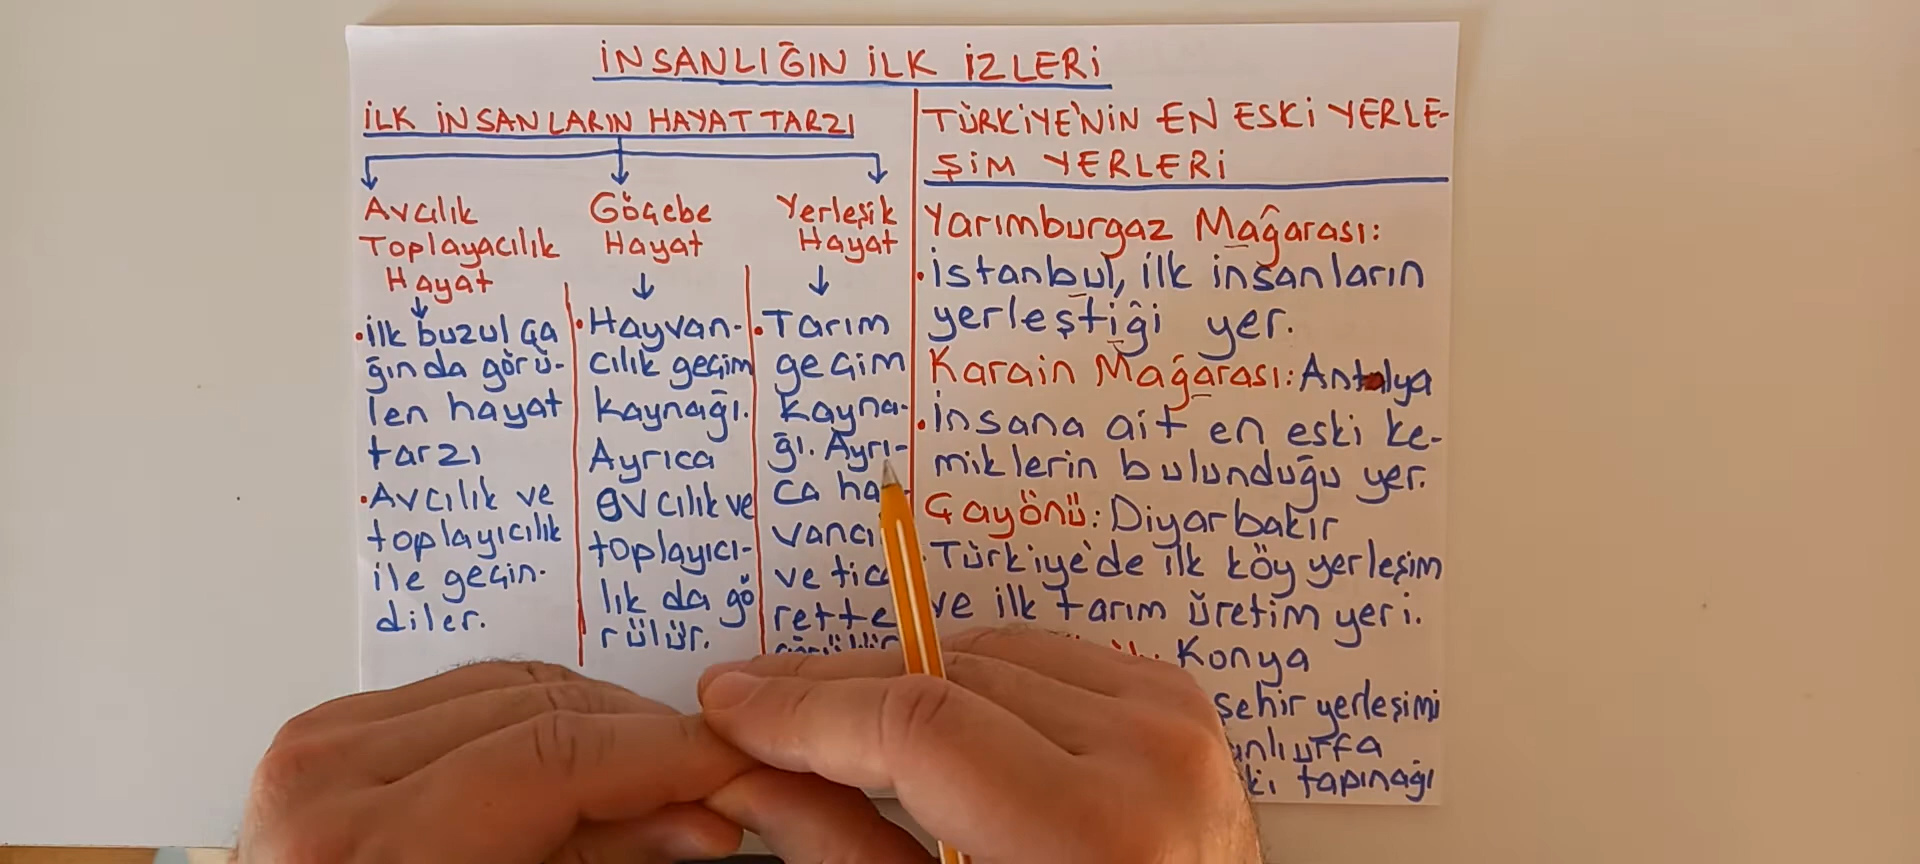 İNSANLIĞIN İLK İZLERİ
İLK İNSANLARIN HAYAT TARZI
Avcılık
Toplayacılık
Hayat
• İlk buzul ça
ğında görü-
len hayat
tarzı
• Avcılık ve
toplayıcılık
ile geçin-
diler.
Göçebe
Hayat
• Hayvan-
cılık geçim
kaynağı.
Ayrıca
avcılık ve
toplayıcı-
lık da gö
rülür.
Yerleşik
Hayat
• Tarım
geçim
kayna-
ğı. Ayrı-
ca
ve
rette
TÜRKİYE'NİN EN ESKİ YERLE-
ŞİM YERLERİ
Yarımburgaz Mağarası:
• İstanbul, ilk insanların
yerleştiği yer.
Karain Mağarası: Antalya
• İnsana ait en eski ke-
miklerin bulunduğu yer.
Çayönü: Diyarbakır
Türkiye'de ilk köy yerleşim
ve ilk tarım üretim yeri.
Konya
şehir yerleşimi
tapınağı